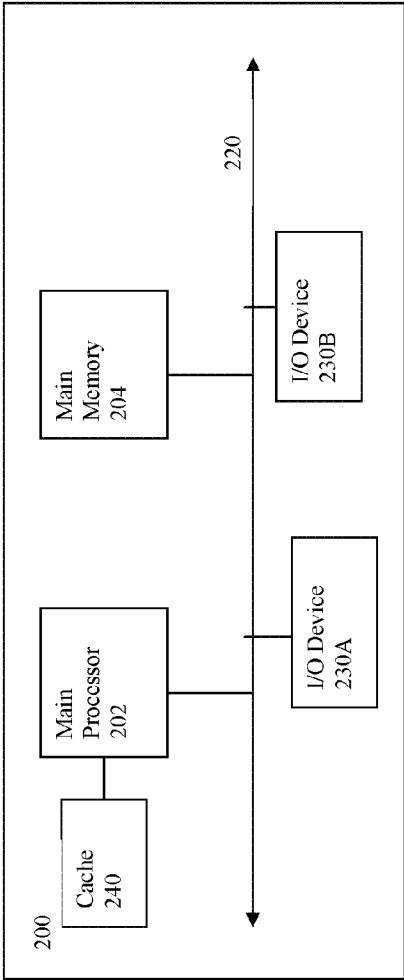 200
Cache
240
Main
Processor
202
Main
Memory
204
220
I/O Device
230A
I/O Device
230B